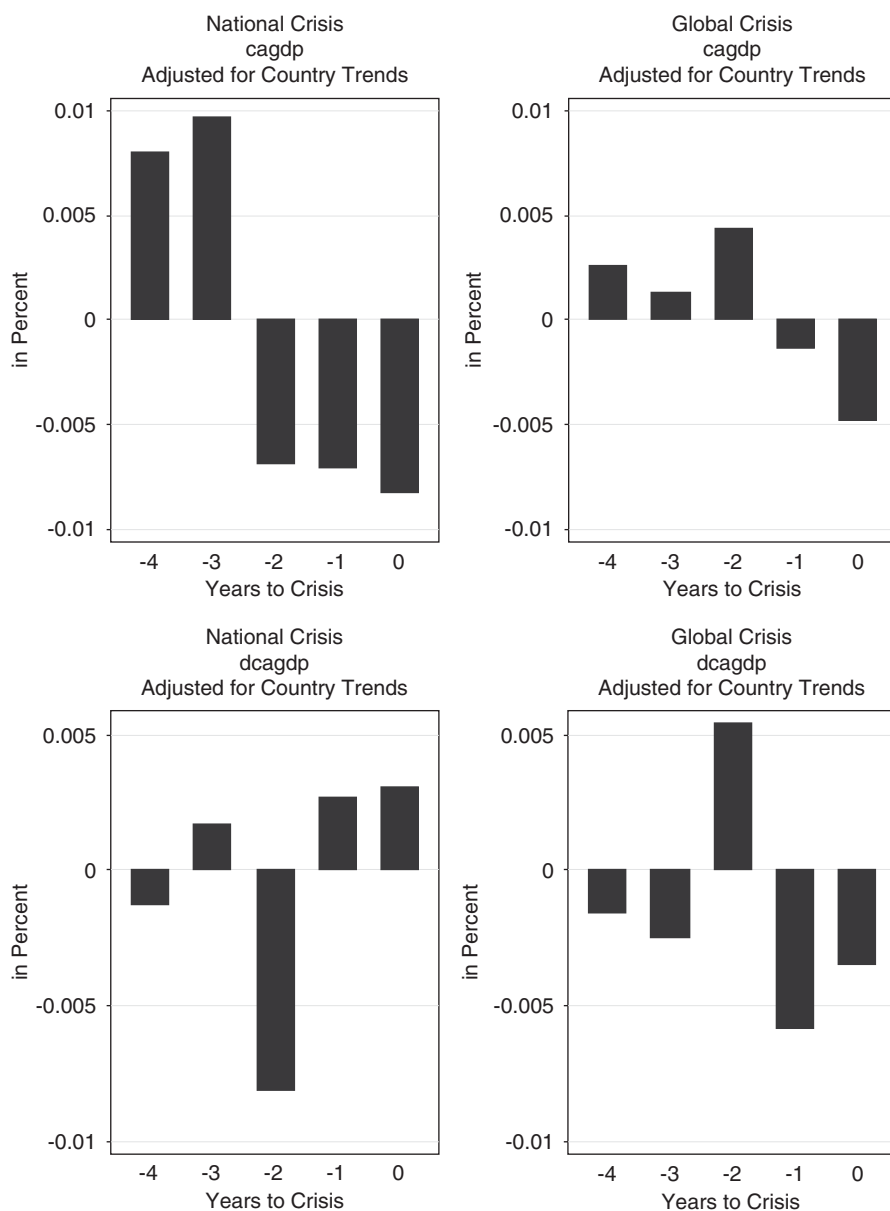 National Crisis
cagdp
Adjusted for Country Trends
0.01
0.005
0
-0.005
-0.01
in Percent
-4 -3 -2 -1 0
Years to Crisis
Global Crisis
cagdp
Adjusted for Country Trends
0.01
0.005
0
-0.005
-0.01
in Percent
-4 -3 -2 -1 0
Years to Crisis
National Crisis
dcagdp
Adjusted for Country Trends
0.005
0
-0.005
-0.01
in Percent
-4 -3 -2 -1 0
Years to Crisis
Global Crisis
dcagdp
Adjusted for Country Trends
0.005
0
-0.005
-0.01
in Percent
-4 -3 -2 -1 0
Years to Crisis